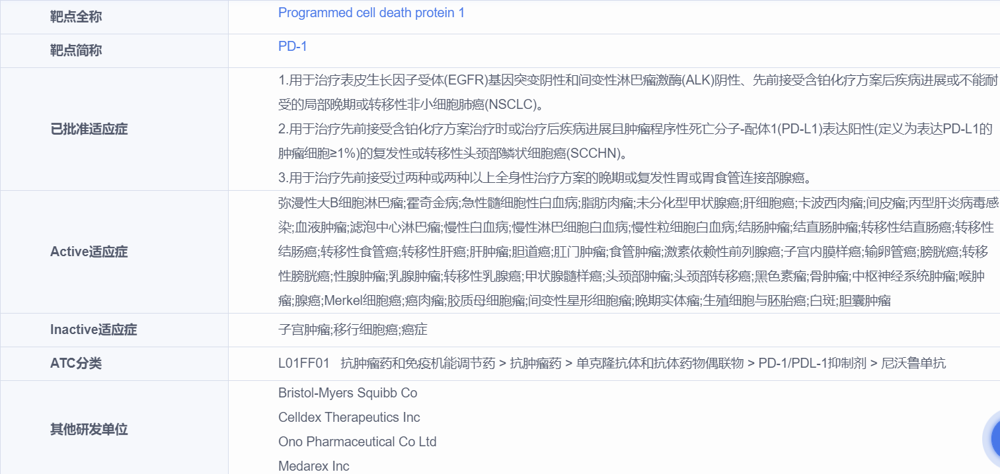 靶点全称
Programmed cell death protein 1
靶点简称
PD-1
已批准适应症
1.用于治疗表皮生长因子受体(EGFR)基因突变阴性和间变性淋巴瘤激酶(ALK)阴性、先前接受含铂化疗方案后疾病进展或不能耐
受的局部晚期或转移性非小细胞肺癌(NSCLC)。
2.用于治疗先前接受含铂化疗方案治疗时或治疗后疾病进展且肿瘤程序性死亡分子-配体1(PD-L1)表达阳性(定义为表达PD-L1的
肿瘤细胞≥1%)的复发性或转移性头颈部鳞状细胞癌(SCCHN)。
3.用于治疗先前接受过两种或两种以上全身性治疗方案的晚期或复发性胃或胃食管连接部腺癌。
Active适应症
弥漫性大B细胞淋巴瘤;霍奇金病;急性髓细胞性白血病;脂肪肉瘤;未分化型甲状腺癌;肝细胞癌;卡波西肉瘤;间皮瘤;丙型肝炎病毒感
染;血液肿瘤;滤泡中心淋巴瘤;慢性白血病;慢性淋巴细胞白血病;慢性粒细胞白血病;结肠肿瘤;结直肠肿瘤;转移性结直肠癌;转移性
结肠癌;转移性食管癌;转移性肝癌;肝肿瘤;胆道癌;肛门肿瘤;食管肿瘤;激素依赖性前列腺癌;子宫内膜样癌;输卵管癌;膀胱癌;转移
性膀胱癌;性腺肿瘤;乳腺肿瘤;转移性乳腺癌;甲状腺髓样癌;头颈部肿瘤;头颈部转移癌;黑色素瘤;骨肿瘤;中枢神经系统肿瘤;喉肿
瘤;腺癌;Merkel细胞癌;癌肉瘤;胶质母细胞瘤;间变性星形细胞瘤;晚期实体瘤;生殖细胞与胚胎癌;白斑;胆囊肿瘤
Inactive适应症
子宫肿瘤;移行细胞癌;癌症
ATC分类
L01FF01 抗肿瘤药和免疫机能调节药 > 抗肿瘤药 > 单克隆抗体和抗体药物偶联物 > PD-1/PDL-1抑制剂 > 尼沃鲁单抗
其他研发单位
Bristol-Myers Squibb Co
Celldex Therapeutics Inc
Ono Pharmaceutical Co Ltd
Medarex Inc